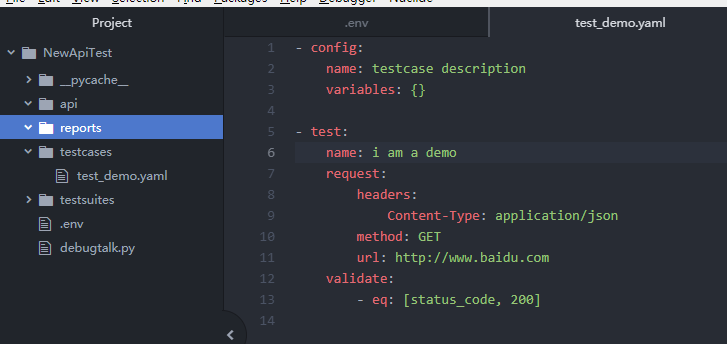 File Edit View Selection Find Packages Help Debugger Nuclide
Project
.env
test_demo.yaml
NewApiTest
__pycache__
api
reports
testcases
test_demo.yaml
testsuites
.env
debugtalk.py
1 - config:
2 name: testcase description
3 variables: {}
4
5 - test:
6 name: i am a demo
7 request:
8 headers:
9 Content-Type: application/json
10 method: GET
11 url: http://www.baidu.com
12 validate:
13 - eq: [status_code, 200]
14